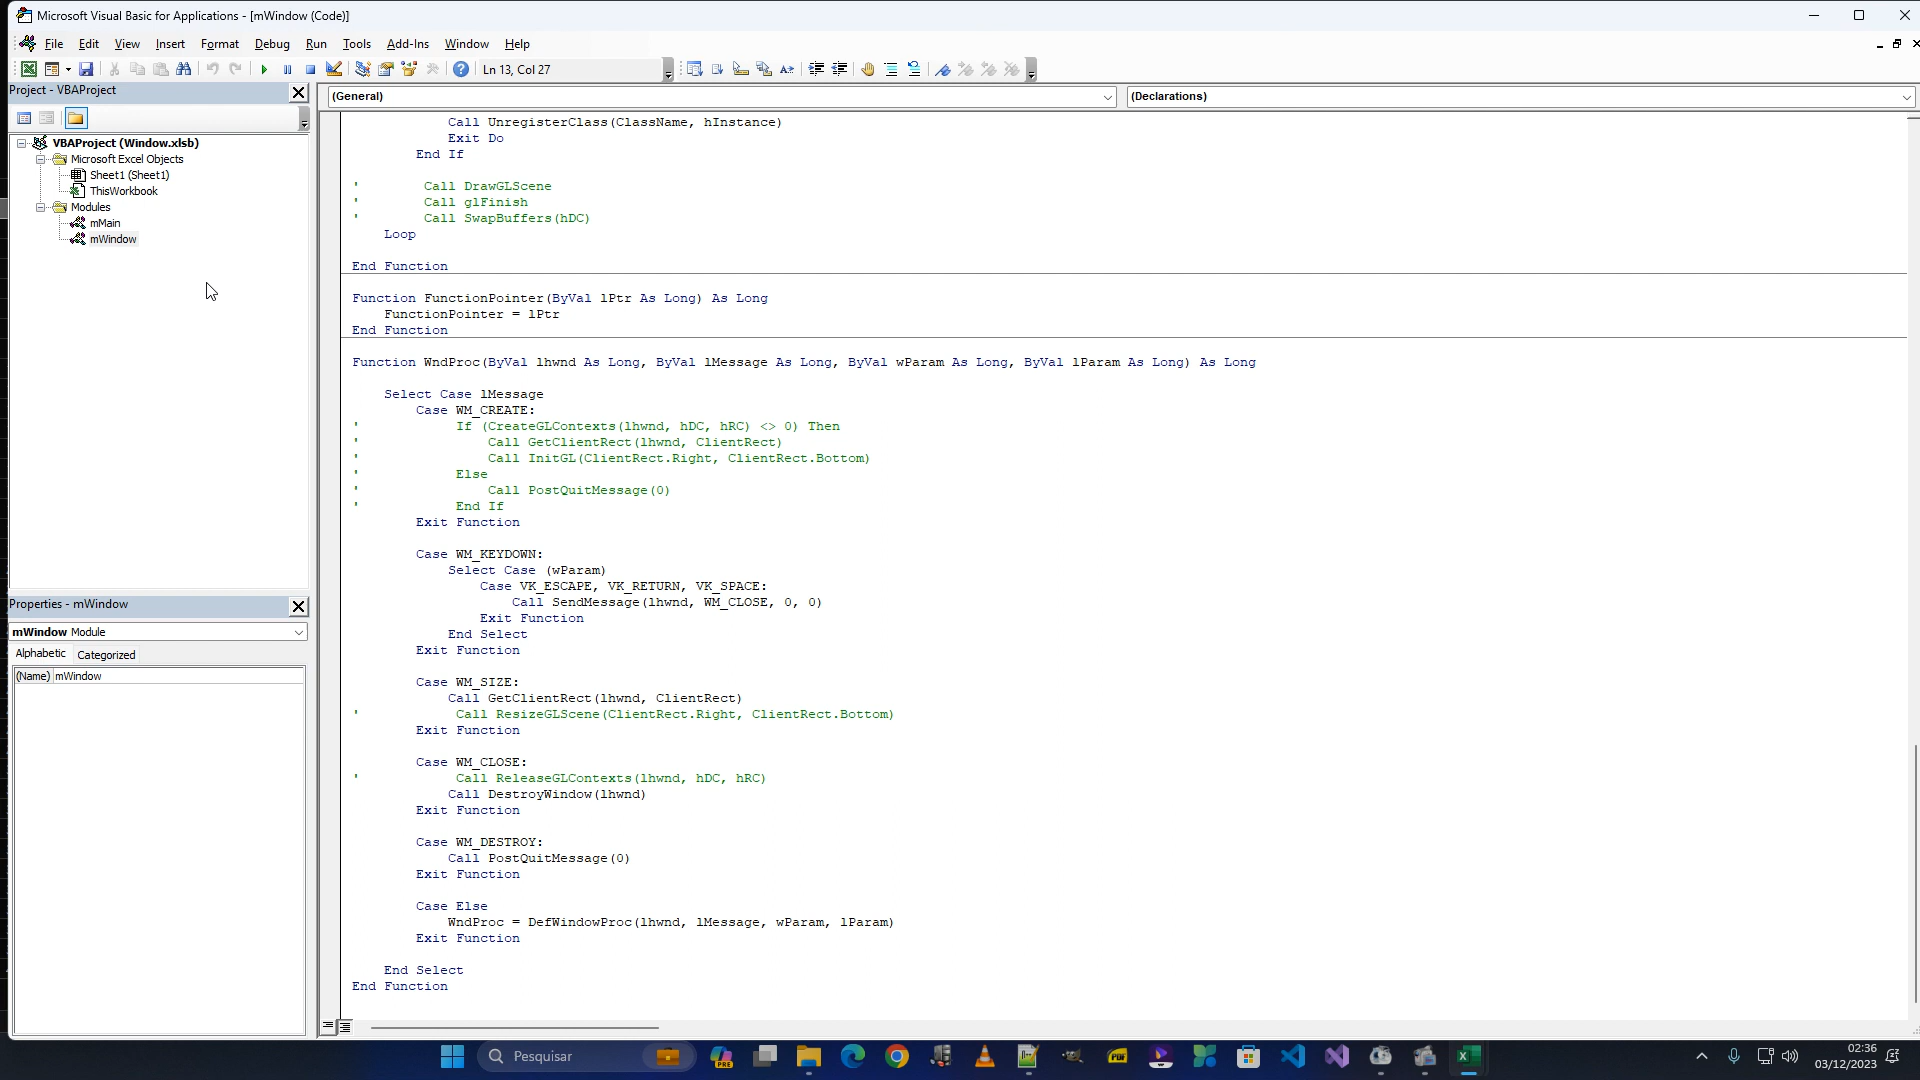 Microsoft Visual Basic for Applications - [mWindow (Code)]
File Edit View Insert Format Debug Run Tools Add-Ins Window Help
Ln 13, Col 27
Project - VBAProject
(General) (Declarations)
VBAProject (Window.xlsb)
Microsoft Excel Objects
Sheet1 (Sheet1)
ThisWorkbook
Modules
mMain
mWindow
Properties - mWindow
mWindow Module
Alphabetic Categorized
(Name) mWindow
Call UnregisterClass(ClassName, hInstance)
Exit Do
End If
' Call DrawGLScene
' Call glFinish
' Call SwapBuffers(hDC)
Loop
End Function
Function FunctionPointer(ByVal lPtr As Long) As Long
FunctionPointer = lPtr
End Function
Function WndProc(ByVal lhwnd As Long, ByVal lMessage As Long, ByVal wParam As Long, ByVal lParam As Long) As Long
Select Case lMessage
Case WM_CREATE:
' If (CreateGLContexts(lhwnd, hDC, hRC) <> 0) Then
' Call GetClientRect(lhwnd, ClientRect)
' Call InitGL(ClientRect.Right, ClientRect.Bottom)
' Else
' Call PostQuitMessage(0)
' End If
Exit Function
Case WM_KEYDOWN:
Select Case (wParam)
Case VK_ESCAPE, VK_RETURN, VK_SPACE:
Call SendMessage(lhwnd, WM_CLOSE, 0, 0)
Exit Function
End Select
Exit Function
Case WM_SIZE:
Call GetClientRect(lhwnd, ClientRect)
' Call ResizeGLScene(ClientRect.Right, ClientRect.Bottom)
Exit Function
Case WM_CLOSE:
' Call ReleaseGLContexts(lhwnd, hDC, hRC)
Call DestroyWindow(lhwnd)
Exit Function
Case WM_DESTROY:
Call PostQuitMessage(0)
Exit Function
Case Else
WndProc = DefWindowProc(lhwnd, lMessage, wParam, lParam)
Exit Function
End Select
End Function
Pesquisar
PRE
PDF
02:36
03/12/2023